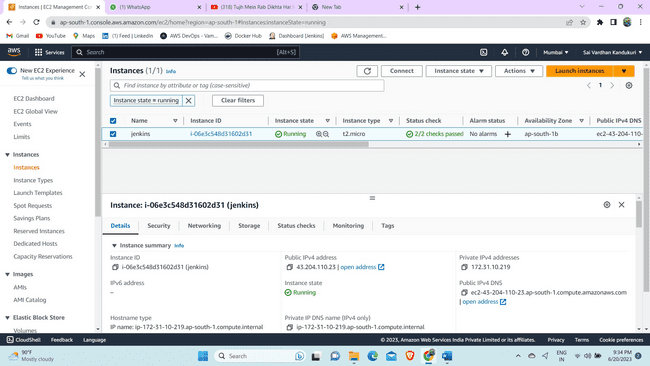 Instances | EC2 Management Con
(1) WhatsApp
(318) Tujh Mein Rab Dikhta Hai
New Tab
ap-south-1.console.aws.amazon.com/ec2/home?region=ap-south-1#Instances:instanceState=running
Gmail
YouTube
Maps
(1) Feed | LinkedIn
AWS DevOps - Vam...
Docker Hub
Dashboard [Jenkins]
AWS Management...
aws
Services
Search
[Alt+S]
Mumbai
Sai Vardhan Kandukuri
New EC2 Experience
Tell us what you think
EC2 Dashboard
EC2 Global View
Events
Limits
Instances
Instances
Instance Types
Launch Templates
Spot Requests
Savings Plans
Reserved Instances
Dedicated Hosts
Capacity Reservations
Images
AMIs
AMI Catalog
Elastic Block Store
Volumes
Instances (1/1) Info
Connect
Instance state
Actions
Launch instances
Find instance by attribute or tag (case-sensitive)
1
Instance state = running
Clear filters
Name
Instance ID
Instance state
Instance type
Status check
Alarm status
Availability Zone
Public IPv4 DNS
jenkins
i-06e3c548d31602d31
Running
t2.micro
2/2 checks passed
No alarms
ap-south-1b
ec2-43-204-110-
Instance: i-06e3c548d31602d31 (jenkins)
Details
Security
Networking
Storage
Status checks
Monitoring
Tags
Instance summary Info
Instance ID
i-06e3c548d31602d31 (jenkins)
Public IPv4 address
43.204.110.23 | open address
Private IPv4 addresses
172.31.10.219
IPv6 address
–
Instance state
Running
Public IPv4 DNS
ec2-43-204-110-23.ap-south-1.compute.amazonaws.com
| open address
Hostname type
IP name: ip-172-31-10-219.ap-south-1.compute.internal
Private IP DNS name (IPv4 only)
ip-172-31-10-219.ap-south-1.compute.internal
CloudShell
Feedback
Language
© 2023, Amazon Web Services India Private Limited or its affiliates.
Privacy
Terms
Cookie preferences
90°F
Mostly cloudy
Search
ENG
IN
9:34 PM
6/20/2023